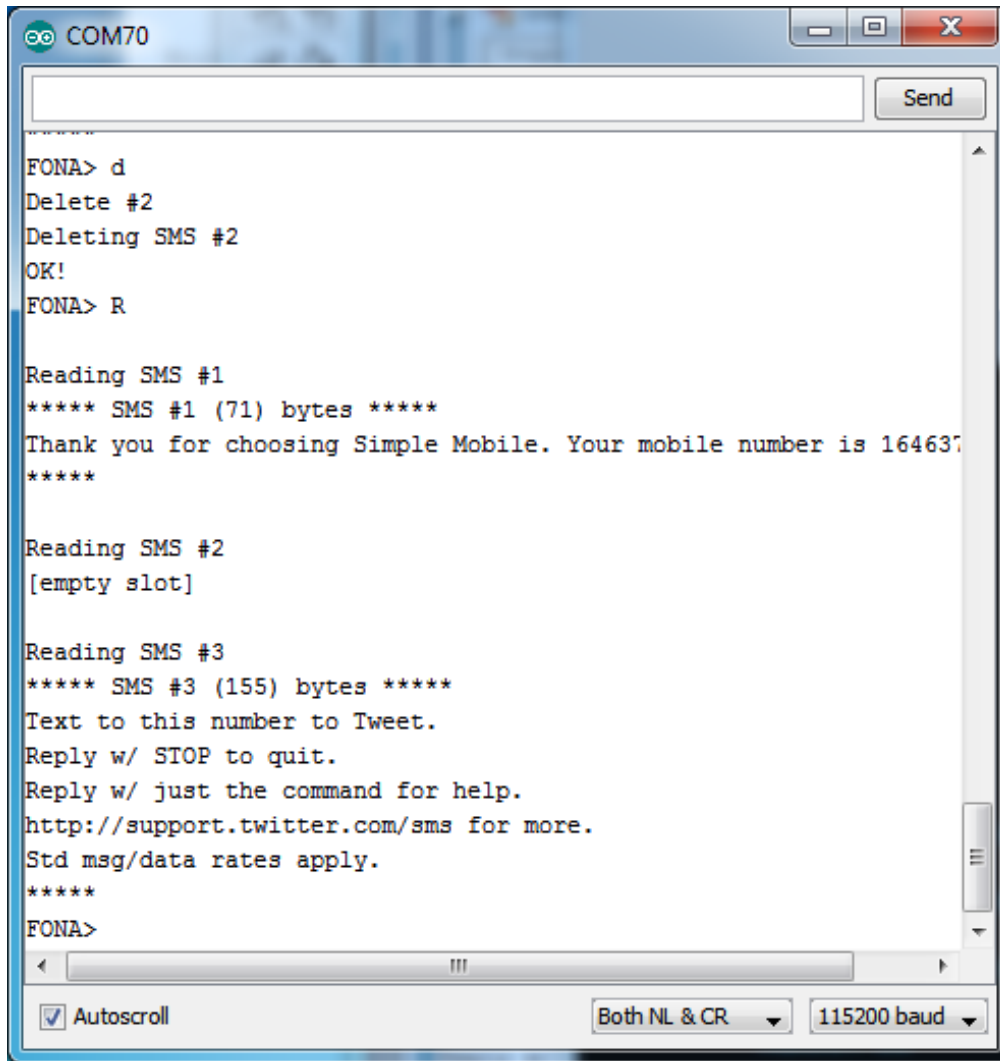 COM70
Send
FONA> d
Delete #2
Deleting SMS #2
OK!
FONA> R
Reading SMS #1
***** SMS #1 (71) bytes *****
Thank you for choosing Simple Mobile. Your mobile number is 164637
*****
Reading SMS #2
[empty slot]
Reading SMS #3
***** SMS #3 (155) bytes *****
Text to this number to Tweet.
Reply w/ STOP to quit.
Reply w/ just the command for help.
http://support.twitter.com/sms for more.
Std msg/data rates apply.
*****
FONA>
Autoscroll Both NL & CR 115200 baud